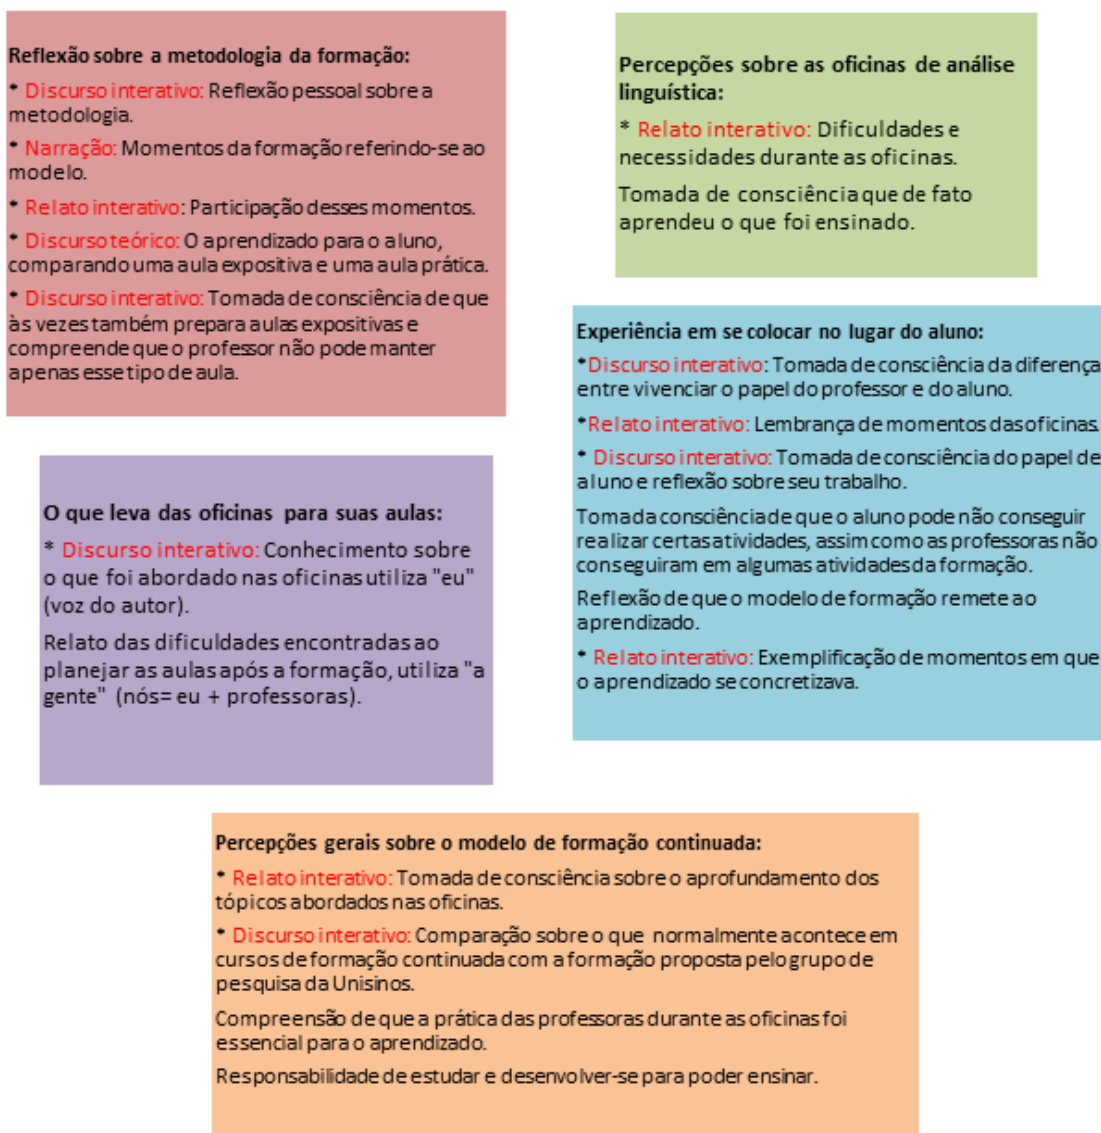 Reflexão sobre a metodologia da formação:
* Discurso interativo: Reflexão pessoal sobre a
metodologia.
* Narração: Momentos da formação referindo-se ao
modelo.
* Relato interativo: Participação desses momentos.
* Discurso teórico: O aprendizado para o aluno,
comparando uma aula expositiva e uma aula prática.
* Discurso interativo: Tomada de consciência de que
às vezes também prepara aulas expositivas e
compreende que o professor não pode manter
apenas esse tipo de aula.
Percepções sobre as oficinas de análise
linguística:
* Relato interativo: Dificuldades e
necessidades durante as oficinas.
Tomada de consciência que de fato
aprendeu o que foi ensinado.
Experiência em se colocar no lugar do aluno:
*Discurso interativo: Tomada de consciência da diferença
entre vivenciar o papel do professor e do aluno.
*Relato interativo: Lembrança de momentos das oficinas.
* Discurso interativo: Tomada de consciência do papel de
aluno e reflexão sobre seu trabalho.
Tomada consciência de que o aluno pode não conseguir
realizar certas atividades, assim como as professoras não
conseguiram em algumas atividades da formação.
Reflexão de que o modelo de formação remete ao
aprendizado.
* Relato interativo: Exemplificação de momentos em que
o aprendizado se concretizava.
O que leva das oficinas para suas aulas:
* Discurso interativo: Conhecimento sobre
o que foi abordado nas oficinas utiliza "eu"
(voz do autor).
Relato das dificuldades encontradas ao
planejar as aulas após a formação, utiliza "a
gente" (nós= eu + professoras).
Percepções gerais sobre o modelo de formação continuada:
* Relato interativo: Tomada de consciência sobre o aprofundamento dos
tópicos abordados nas oficinas.
* Discurso interativo: Comparação sobre o que normalmente acontece em
cursos de formação continuada com a formação proposta pelo grupo de
pesquisa da Unisinos.
Compreensão de que a prática das professoras durante as oficinas foi
essencial para o aprendizado.
Responsabilidade de estudar e desenvolver-se para poder ensinar.